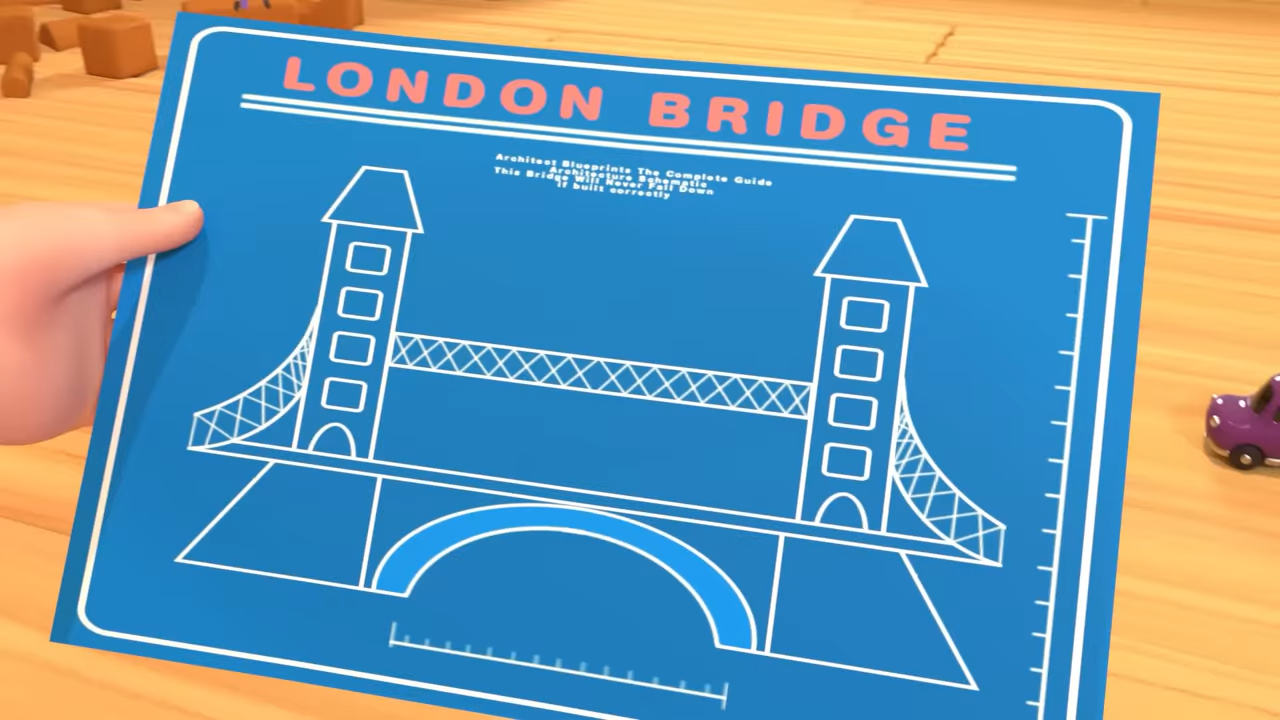 LONDON BRIDGE
Architect Blueprints The Complete Guide
Architecture Schematic
This Bridge Will Never Fall Down
if built correctly